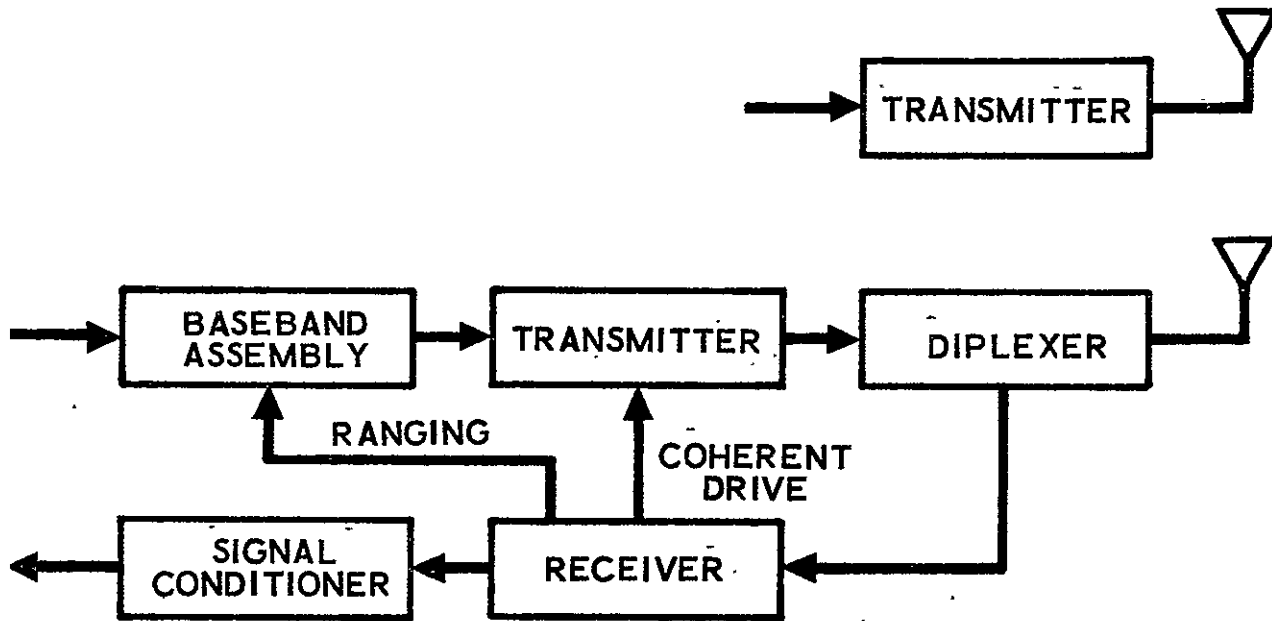 TRANSMITTER
BASEBAND
ASSEMBLY
TRANSMITTER
DIPLEXER
RANGING
COHERENT
DRIVE
SIGNAL
CONDITIONER
RECEIVER